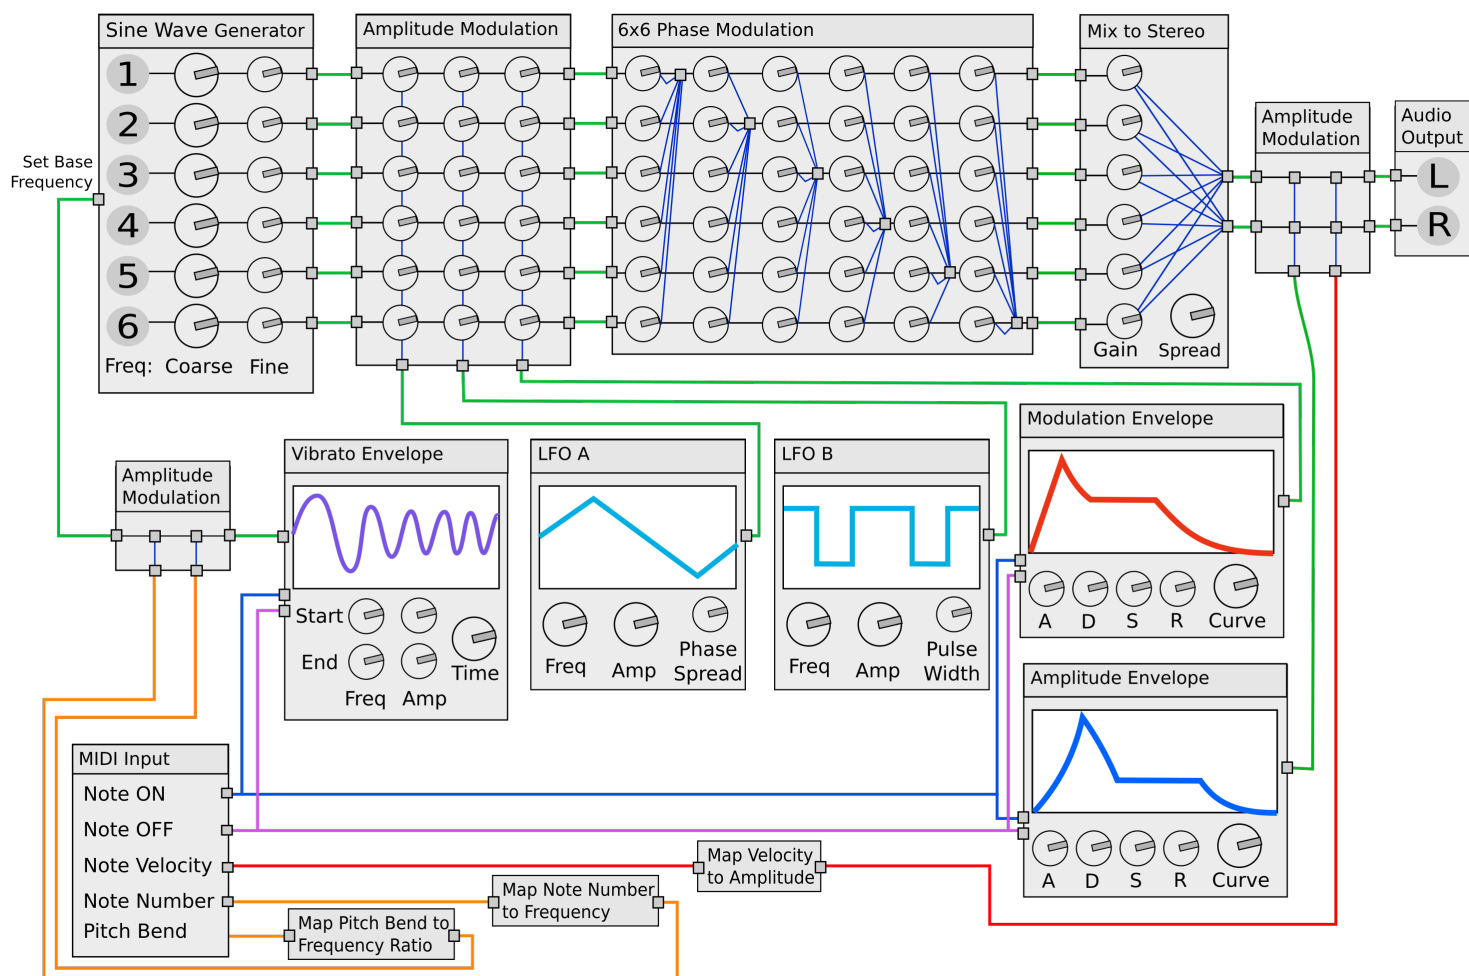 Sine Wave Generator
1
2
3
4
5
6
Freq: Coarse Fine
Set Base
Frequency
Amplitude Modulation
6x6 Phase Modulation
Mix to Stereo
Gain Spread
Amplitude
Modulation
Audio
Output
L
R
Amplitude
Modulation
Vibrato Envelope
Start
End
Freq Amp
Time
LFO A
Freq Amp
Phase
Spread
LFO B
Freq Amp
Pulse
Width
Modulation Envelope
A D S R Curve
Amplitude Envelope
A D S R Curve
MIDI Input
Note ON
Note OFF
Note Velocity
Note Number
Pitch Bend
Map Velocity
to Amplitude
Map Note Number
to Frequency
Map Pitch Bend to
Frequency Ratio